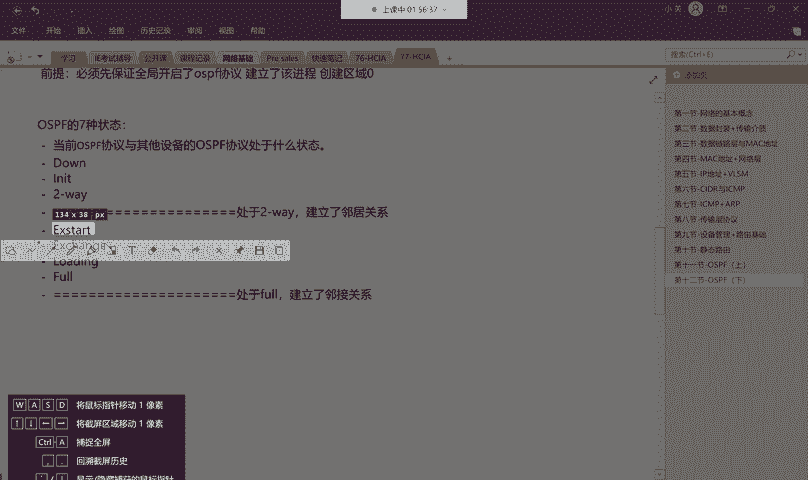 上课中 01:56:37
小 英
文件 开始 插入 绘图 历史记录 审阅 视图 帮助
学习 IE考试辅导 公开课 课程记录 网络基础 Pre sales 快速笔记 76-HCIA 77-HCIA +
搜索(Ctrl+E)
前提：必须先保证全局开启了ospf协议 建立了该进程 创建区域0
OSPF的7种状态：
- 当前OSPF协议与其他设备的OSPF协议处于什么状态。
- Down
- Init
- 2-way
134 x 38 px
- ====================处于2-way，建立了邻居关系
- Exstart
- Exchange
- Loading
- Full
- ====================处于full，建立了邻接关系
添加页
第一节-网络的基本概念
第二节-数据封装+传输介质
第三节-数据链路层与MAC地址
第四节-MAC地址+网络层
第五节-IP地址+VLSM
第六节-CIDR与ICMP
第七节-ICMP+ARP
第八节-传输层协议
第九节-设备管理+路由基础
第十节-静态路由
第十一节-OSPF（上）
第十二节-OSPF（下）
W A S D 将鼠标指针移动 1 像素
↑ ↓ ← → 将截屏区域移动 1 像素
Ctrl A 捕捉全屏
, . 回溯截屏历史